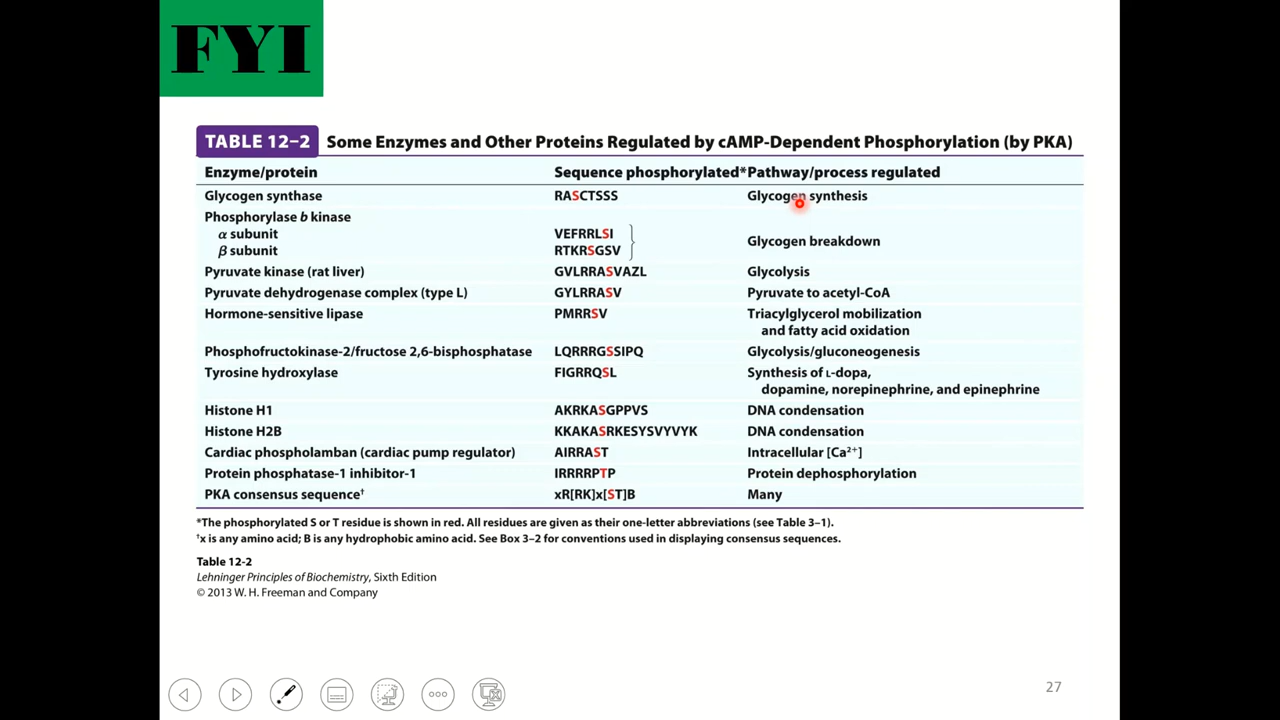 FYI
TABLE 12–2 Some Enzymes and Other Proteins Regulated by cAMP-Dependent Phosphorylation (by PKA)
Enzyme/protein Sequence phosphorylated* Pathway/process regulated
Glycogen synthase RASCTSSS Glycogen synthesis
Phosphorylase b kinase
α subunit VEFRRLSI
Glycogen breakdown
β subunit RTKRSGSV
Pyruvate kinase (rat liver) GVLRRASVAZL Glycolysis
Pyruvate dehydrogenase complex (type L) GYLRRASV Pyruvate to acetyl-CoA
Hormone-sensitive lipase PMRRSV Triacylglycerol mobilization
and fatty acid oxidation
Phosphofructokinase-2/fructose 2,6-bisphosphatase LQRRRGSSIPQ Glycolysis/gluconeogenesis
Tyrosine hydroxylase FIGRRQSL Synthesis of L-dopa,
dopamine, norepinephrine, and epinephrine
Histone H1 AKRKASGPPVS DNA condensation
Histone H2B KKAKASRKESYSVYVYK DNA condensation
Cardiac phospholamban (cardiac pump regulator) AIRRAST Intracellular [Ca²⁺]
Protein phosphatase-1 inhibitor-1 IRRRRPTP Protein dephosphorylation
PKA consensus sequence† xR[RK]x[ST]B Many
*The phosphorylated S or T residue is shown in red. All residues are given as their one-letter abbreviations (see Table 3–1).
†x is any amino acid; B is any hydrophobic amino acid. See Box 3–2 for conventions used in displaying consensus sequences.
Table 12-2
Lehninger Principles of Biochemistry, Sixth Edition
© 2013 W. H. Freeman and Company
27